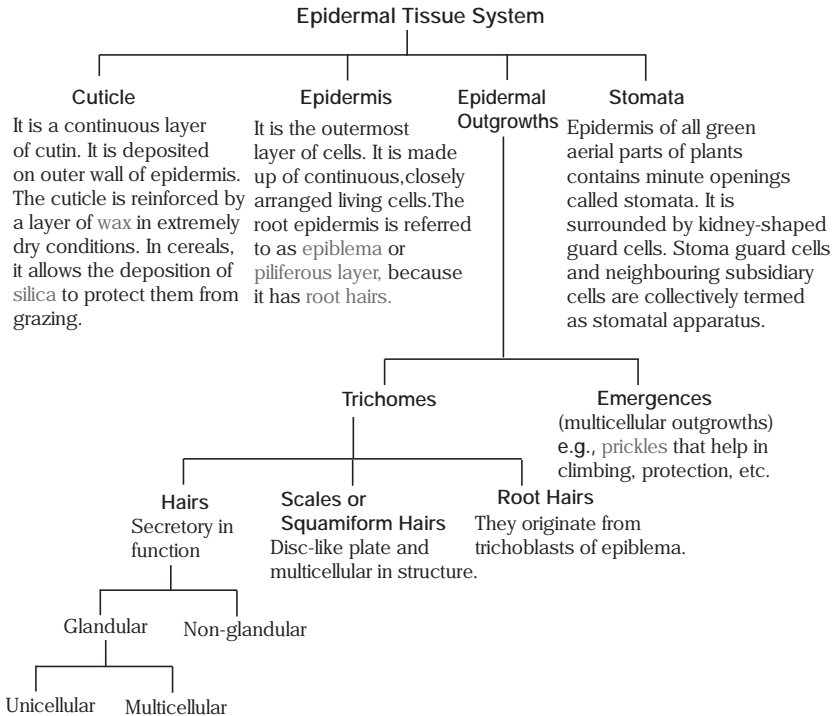 Epidermal Tissue System
Cuticle
It is a continuous layer
of cutin. It is deposited
on outer wall of epidermis.
The cuticle is reinforced by
a layer of wax in extremely
dry conditions. In cereals,
it allows the deposition of
silica to protect them from
grazing.
Epidermis
It is the outermost
layer of cells. It is made
up of continuous,closely
arranged living cells.The
root epidermis is referred
to as epiblema or
piliferous layer, because
it has root hairs.
Epidermal
Outgrowths
Stomata
Epidermis of all green
aerial parts of plants
contains minute openings
called stomata. It is
surrounded by kidney-shaped
guard cells. Stoma guard cells
and neighbouring subsidiary
cells are collectively termed
as stomatal apparatus.
Trichomes
Emergences
(multicellular outgrowths)
e.g., prickles that help in
climbing, protection, etc.
Hairs
Secretory in
function
Scales or
Squamiform Hairs
Disc-like plate and
multicellular in structure.
Root Hairs
They originate from
trichoblasts of epiblema.
Glandular
Non-glandular
Unicellular
Multicellular